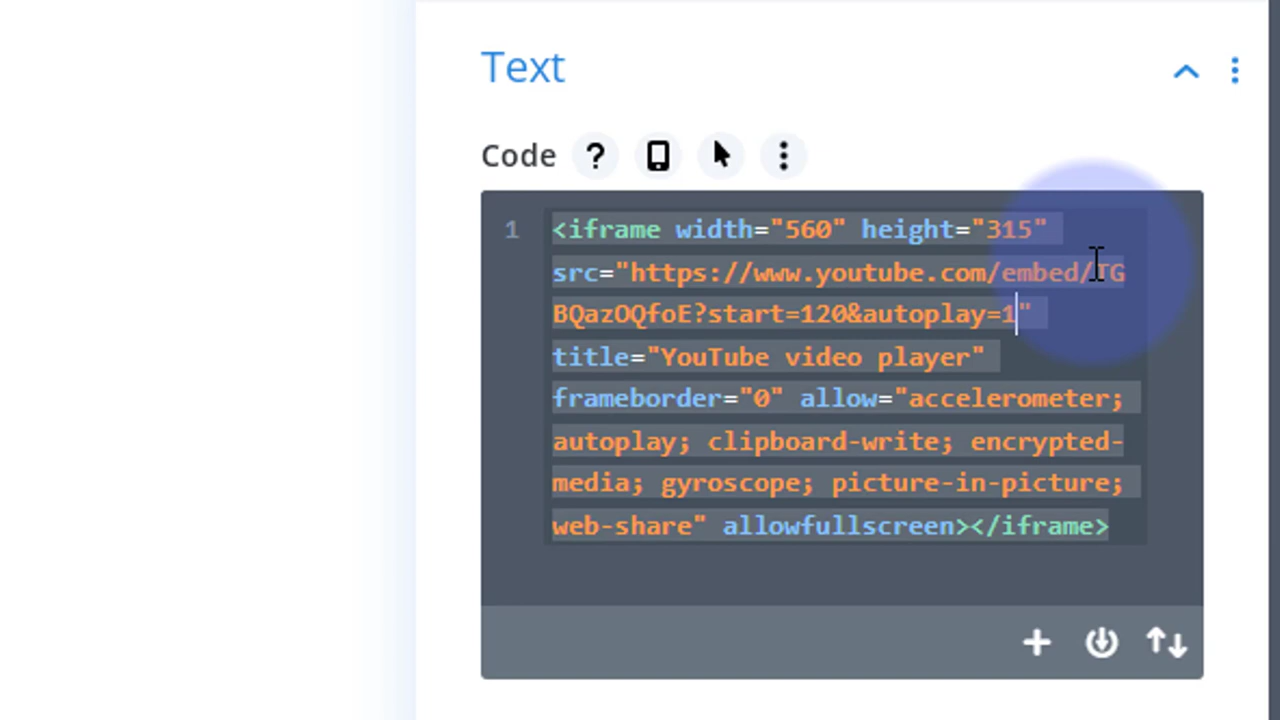 Text
Code ?
1 <iframe width="560" height="315"
src="https://www.youtube.com/embed/TG
BQazOQfoE?start=120&autoplay=1"
title="YouTube video player"
frameborder="0" allow="accelerometer;
autoplay; clipboard-write; encrypted-
media; gyroscope; picture-in-picture;
web-share" allowfullscreen></iframe>